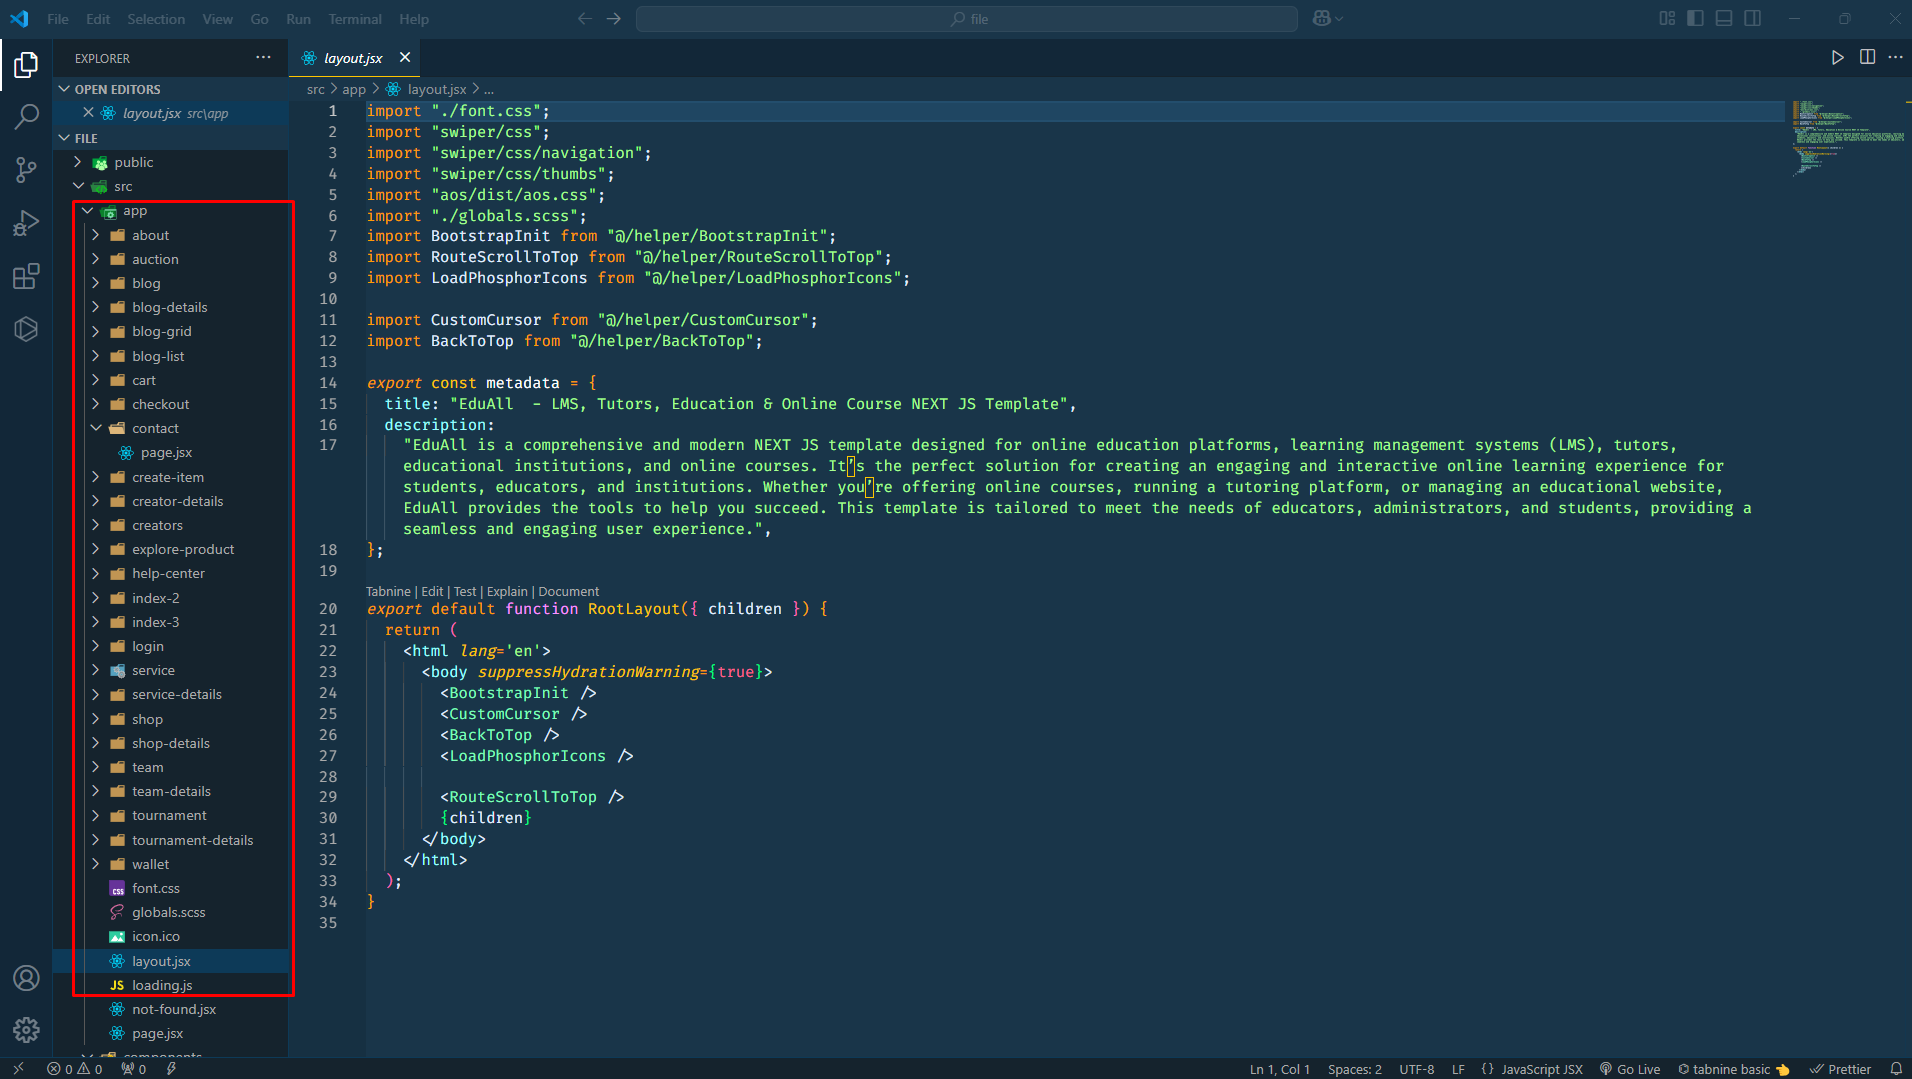 File Edit Selection View Go Run Terminal Help
file
EXPLORER
OPEN EDITORS
layout.jsx src\app
FILE
public
src
app
about
auction
blog
blog-details
blog-grid
blog-list
cart
checkout
contact
page.jsx
create-item
creator-details
creators
explore-product
help-center
index-2
index-3
login
service
service-details
shop
shop-details
team
team-details
tournament
tournament-details
wallet
font.css
globals.scss
icon.ico
layout.jsx
JS loading.js
not-found.jsx
page.jsx
components
layout.jsx
src > app > layout.jsx > ...
1 import "./font.css";
2 import "swiper/css";
3 import "swiper/css/navigation";
4 import "swiper/css/thumbs";
5 import "aos/dist/aos.css";
6 import "./globals.scss";
7 import BootstrapInit from "@/helper/BootstrapInit";
8 import RouteScrollToTop from "@/helper/RouteScrollToTop";
9 import LoadPhosphorIcons from "@/helper/LoadPhosphorIcons";
10
11 import CustomCursor from "@/helper/CustomCursor";
12 import BackToTop from "@/helper/BackToTop";
13
14 export const metadata = {
15 title: "EduAll  - LMS, Tutors, Education & Online Course NEXT JS Template",
16 description:
17 "EduAll is a comprehensive and modern NEXT JS template designed for online education platforms, learning management systems (LMS), tutors,
educational institutions, and online courses. It’s the perfect solution for creating an engaging and interactive online learning experience for
students, educators, and institutions. Whether you’re offering online courses, running a tutoring platform, or managing an educational website,
EduAll provides the tools to help you succeed. This template is tailored to meet the needs of educators, administrators, and students, providing a
seamless and engaging user experience.",
18 };
19
Tabnine | Edit | Test | Explain | Document
20 export default function RootLayout({ children }) {
21 return (
22 <html lang='en'>
23 <body suppressHydrationWarning={true}>
24 <BootstrapInit />
25 <CustomCursor />
26 <BackToTop />
27 <LoadPhosphorIcons />
28
29 <RouteScrollToTop />
30 {children}
31 </body>
32 </html>
33 );
34 }
35
0 0 0
Ln 1, Col 1 Spaces: 2 UTF-8 LF {} JavaScript JSX Go Live tabnine basic Prettier